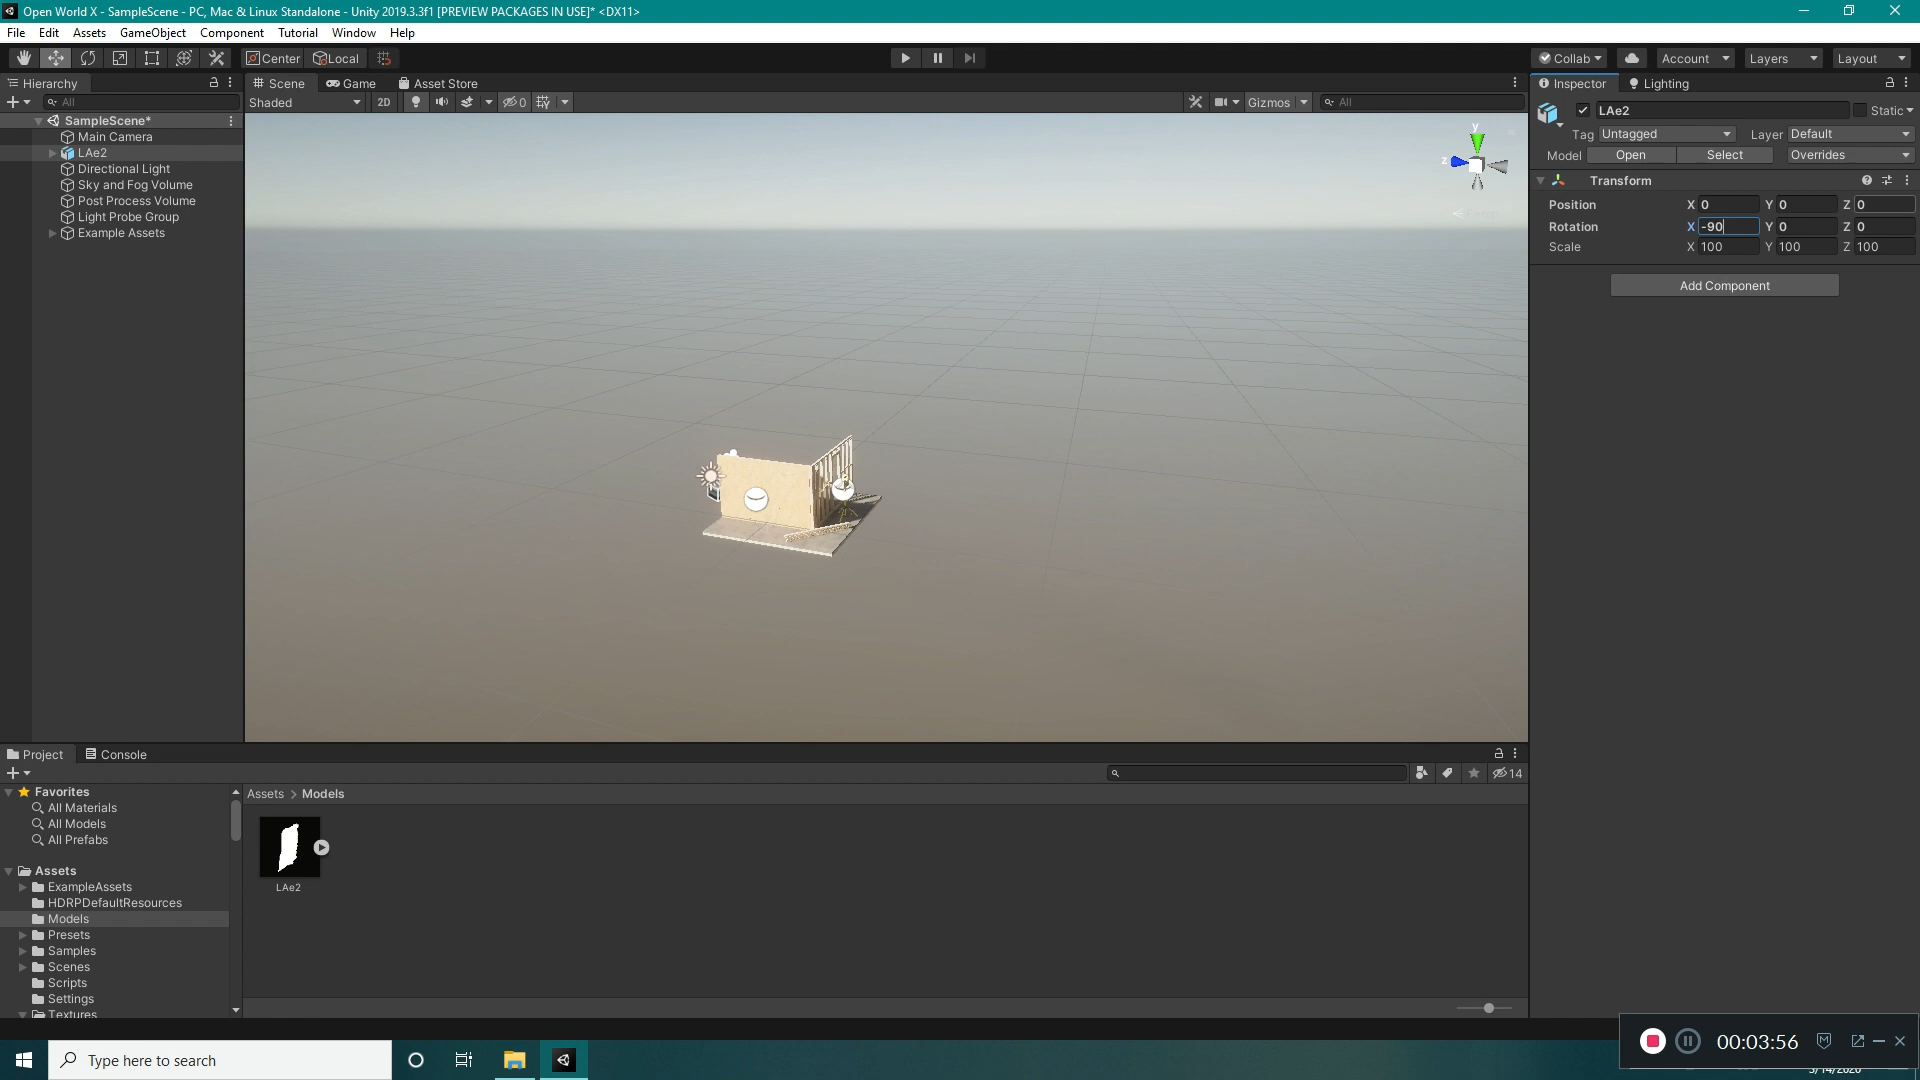 Open World X - SampleScene - PC, Mac & Linux Standalone - Unity 2019.3.3f1 [PREVIEW PACKAGES IN USE]* <DX11>
File Edit Assets GameObject Component Tutorial Window Help
Center Local Collab Account Layers Layout
Hierarchy Scene Game Asset Store Inspector Lighting
All Shaded 2D 0 Gizmos All
SampleScene*
Main Camera
LAe2
Directional Light
Sky and Fog Volume
Post Process Volume
Light Probe Group
Example Assets
y
z
LAe2 Static
Tag Untagged Layer Default
Model Open Select Overrides
Transform
Position X 0 Y 0 Z 0
Rotation X -90 Y 0 Z 0
Scale X 100 Y 100 Z 100
Add Component
Project Console
14
Favorites
All Materials
All Models
All Prefabs
Assets
ExampleAssets
HDRPDefaultResources
Models
Presets
Samples
Scenes
Scripts
Settings
Textures
Assets > Models
LAe2
Type here to search
00:03:56